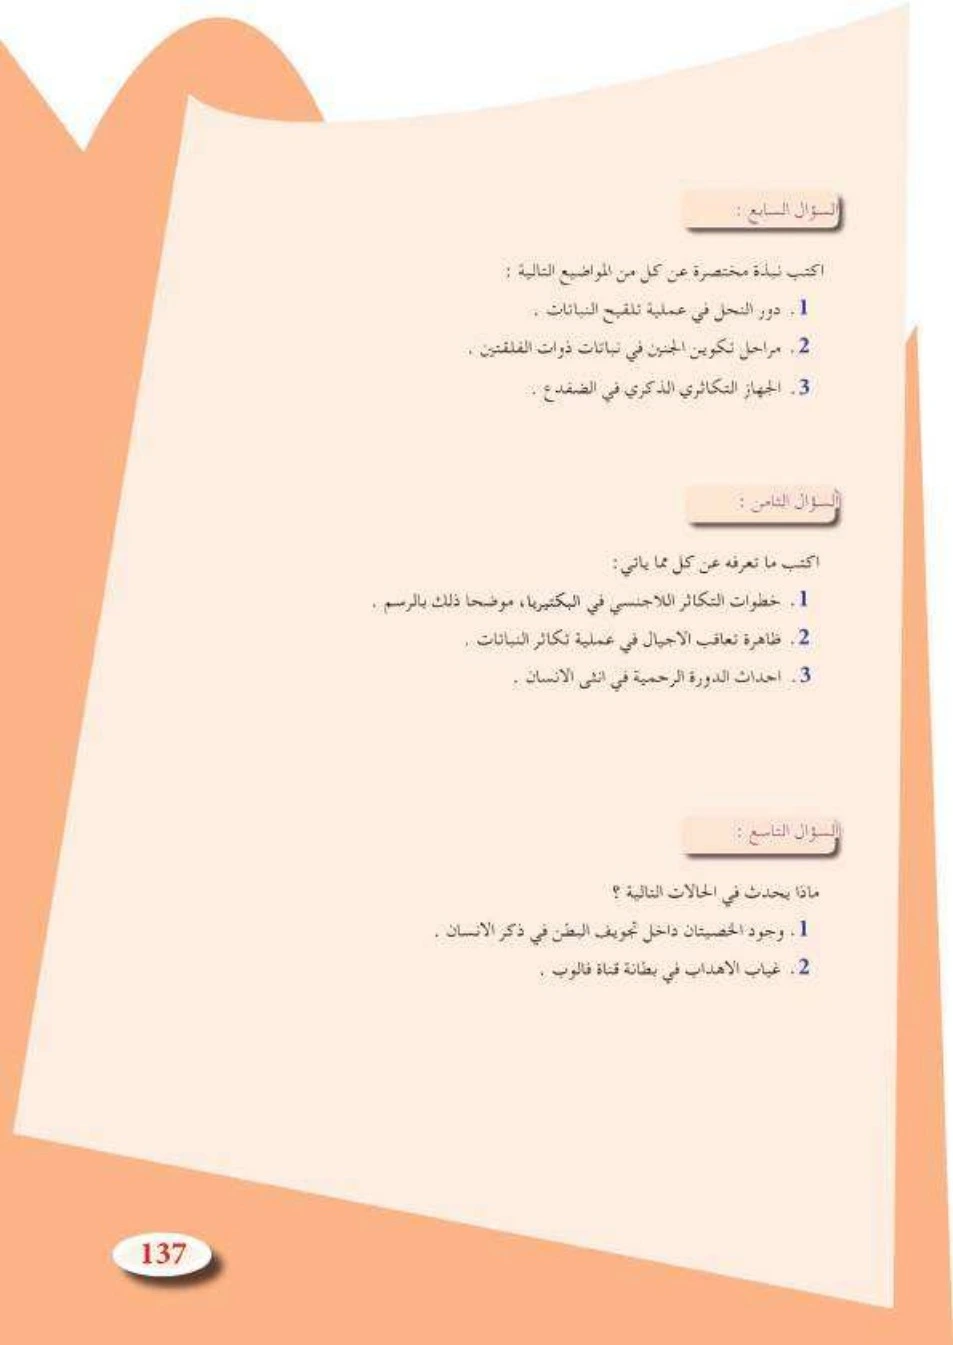 السؤال السابع :
اكتب نبذة مختصرة عن كل من المواضيع التالية :
1. دور النحل في عملية تلقيح النباتات .
2. مراحل تكوين الجنين في نباتات ذوات الفلقتين .
3. الجهاز التكاثري الذكري في الضفدع .
السؤال الثامن :
اكتب ما تعرفه عن كل مما ياتي:
1. خطوات التكاثر اللاجنسي في البكتيريا، موضحا ذلك بالرسم .
2. ظاهرة تعاقب الاجيال في عملية تكاثر النباتات .
3. احداث الدورة الرحمية في انثى الانسان .
السؤال التاسع :
ماذا يحدث في الحالات التالية ؟
1. وجود الخصيتان داخل تجويف البطن في ذكر الانسان .
2. غياب الاهداب في بطانة قناة فالوب .
137